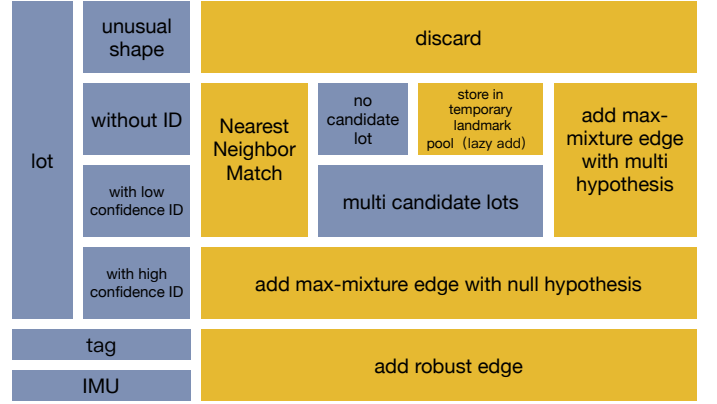 lot
unusual
shape
discard
without ID
Nearest
Neighbor
Match
no
candidate
lot
store in
temporary
landmark
pool（lazy add）
add max-
mixture edge
with multi
hypothesis
with low
confidence ID
multi candidate lots
with high
confidence ID
add max-mixture edge with null hypothesis
tag
add robust edge
IMU